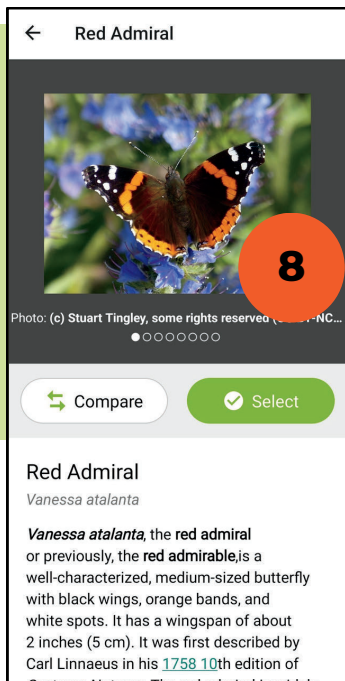 Red Admiral
8
Photo: (c) Stuart Tingley, some rights reserved NC...
Compare
Select
Red Admiral
Vanessa atalanta
Vanessa atalanta, the red admiral
or previously, the red admirable,is a
well-characterized, medium-sized butterfly
with black wings, orange bands, and
white spots. It has a wingspan of about
2 inches (5 cm). It was first described by
Carl Linnaeus in his 1758 10th edition of